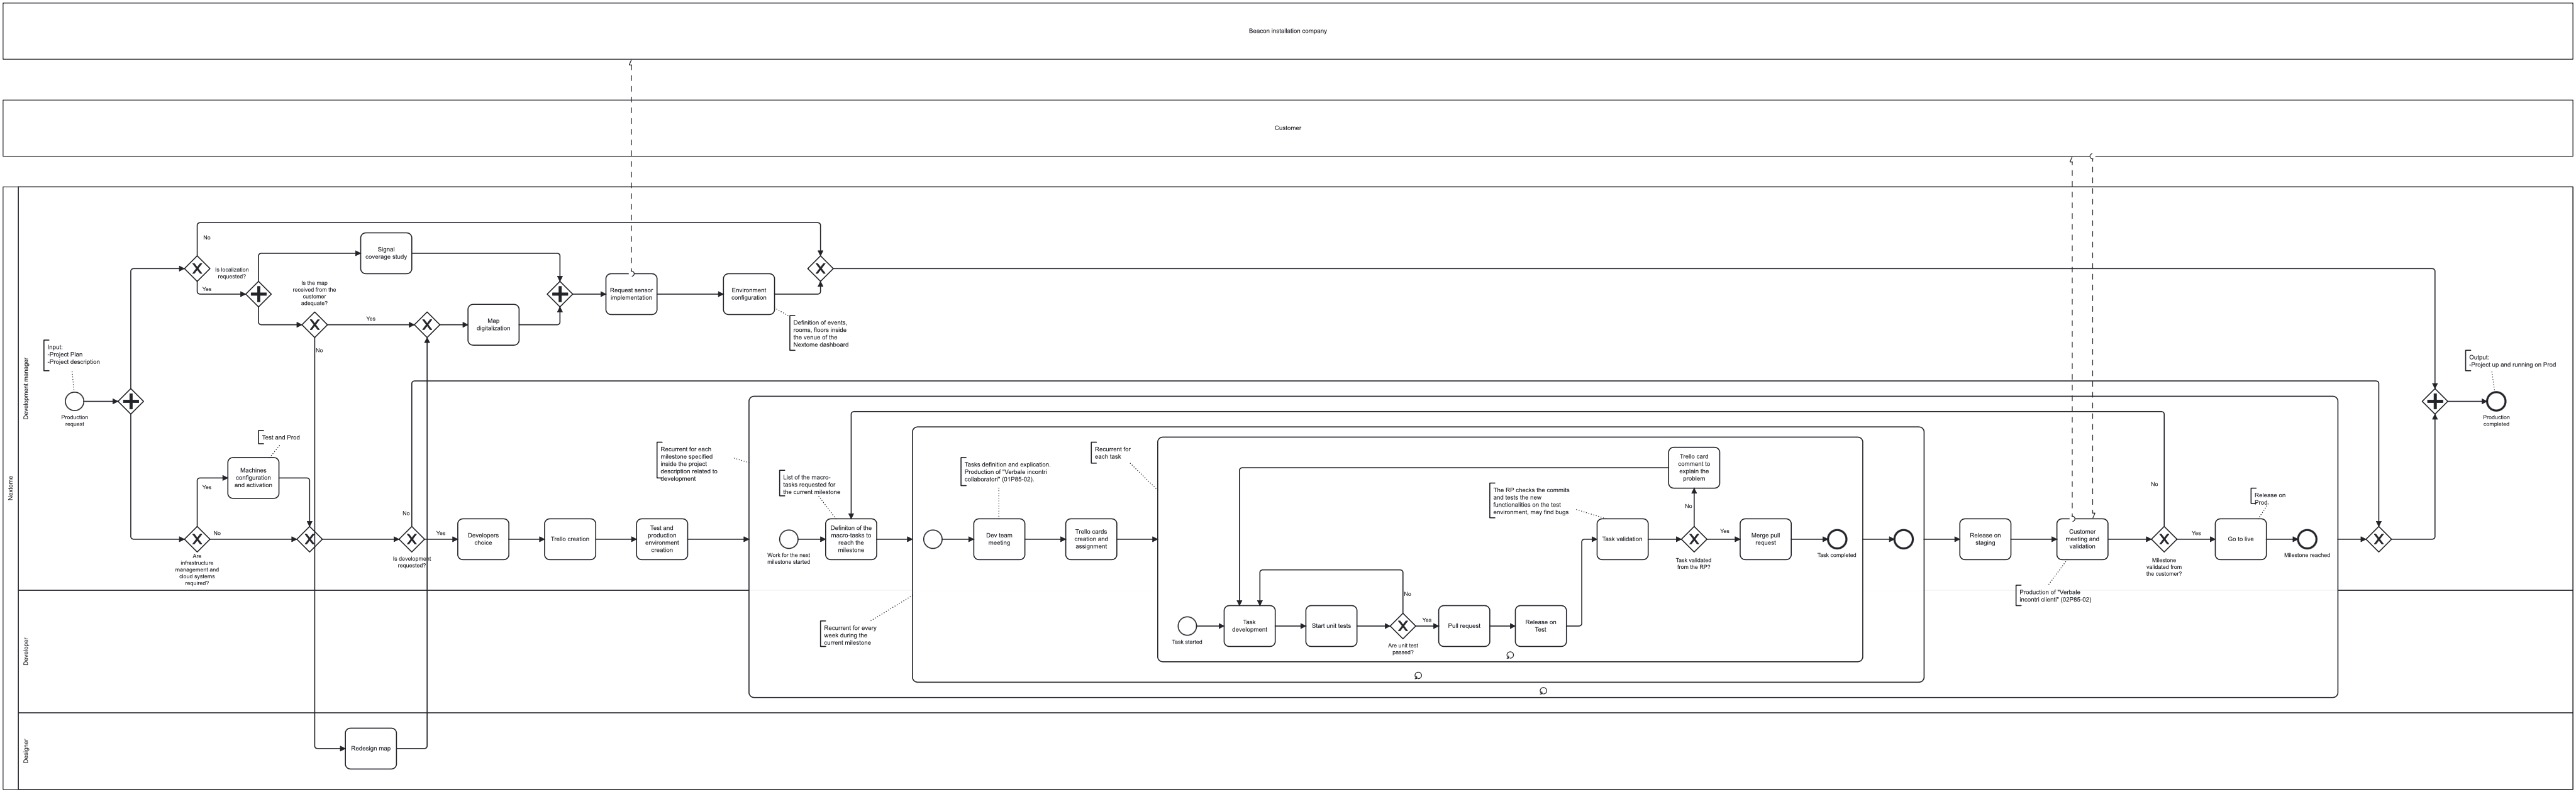 Beacon installation company
Customer
Nextome
Development manager
Developer
Designer
Input:
-Project Plan
-Project description
Production
request
No
Is localization
requested?
Yes
Signal
coverage study
Is the map
received from the
customer
adequate?
Yes
No
Map
digitalization
Request sensor
implementation
Environment
configuration
Definition of events,
rooms, floors inside
the venue of the
Nextome dashboard
Test and Prod
Machines
configuration
and activation
Yes
No
Are
infrastructure
management and
cloud systems
required?
No
Yes
Is development
requested?
Developers
choice
Trello creation
Test and
production
environment
creation
Recurrent for each
milestone specified
inside the project
description related to
development
List of the macro-
tasks requested for
the current milestone
Work for the next
milestone started
Definiton of the
macro-tasks to
reach the
milestone
Recurrent for every
week during the
current milestone
Tasks definition and explication.
Production of "Verbale incontri
collaboratori" (01P85-02).
Dev team
meeting
Trello cards
creation and
assignment
Recurrent for
each task
Task started
Task
development
Start unit tests
No
Yes
Are unit test
passed?
Pull request
Release on
Test
The RP checks the commits
and tests the new
functionalities on the test
environment, may find bugs
Task validation
Trello card
comment to
explain the
problem
No
Yes
Task validated
from the RP?
Merge pull
request
Task completed
Release on
staging
Customer
meeting and
validation
Production of "Verbale
incontri clienti" (02P85-02)
No
Yes
Milestone
validated from
the customer?
Release on
Prod
Go to live
Milestone reached
Output:
-Project up and running on Prod
Production
completed
Redesign map